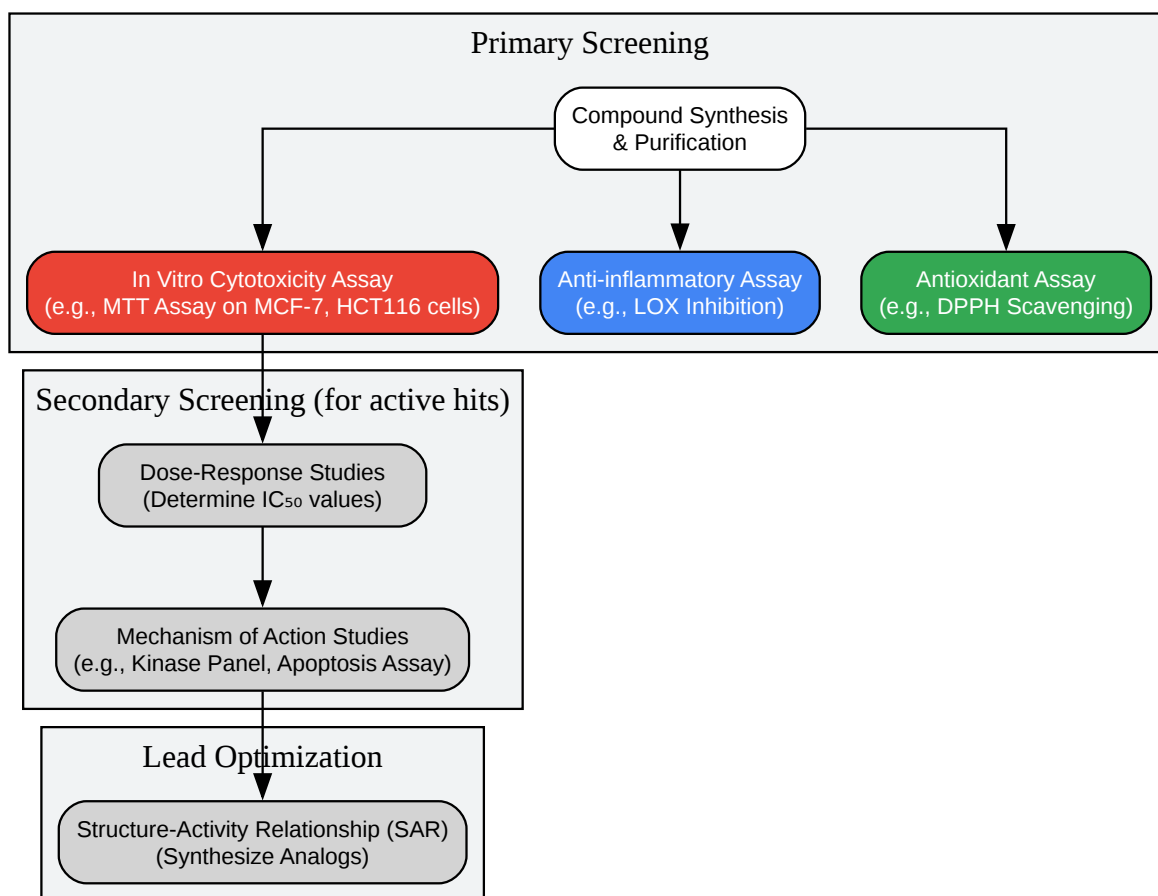 Primary Screening
Compound Synthesis
& Purification
In Vitro Cytotoxicity Assay
(e.g., MTT Assay on MCF-7, HCT116 cells)
Anti-inflammatory Assay
(e.g., LOX Inhibition)
Antioxidant Assay
(e.g., DPPH Scavenging)
Secondary Screening (for active hits)
Dose-Response Studies
(Determine IC₅₀ values)
Mechanism of Action Studies
(e.g., Kinase Panel, Apoptosis Assay)
Lead Optimization
Structure-Activity Relationship (SAR)
(Synthesize Analogs)